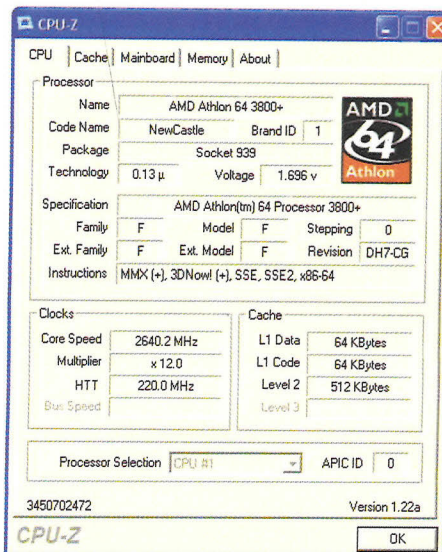 CPU-Z
CPU Cache Mainboard Memory About
Processor
Name AMD Athlon 64 3800+
Code Name NewCastle Brand ID 1
Package Socket 939
Technology 0.13 µ Voltage 1.696 v
AMD
64
Athlon
Specification AMD Athlon(tm) 64 Processor 3800+
Family F Model F Stepping 0
Ext. Family F Ext. Model F Revision DH7-CG
Instructions MMX (+), 3DNow! (+), SSE, SSE2, x86-64
Clocks
Core Speed 2640.2 MHz
Multiplier x 12.0
HTT 220.0 MHz
Bus Speed
Cache
L1 Data 64 KBytes
L1 Code 64 KBytes
Level 2 512 KBytes
Level 3
Processor Selection CPU #1 APIC ID 0
3450702472 Version 1.22a
CPU-Z OK